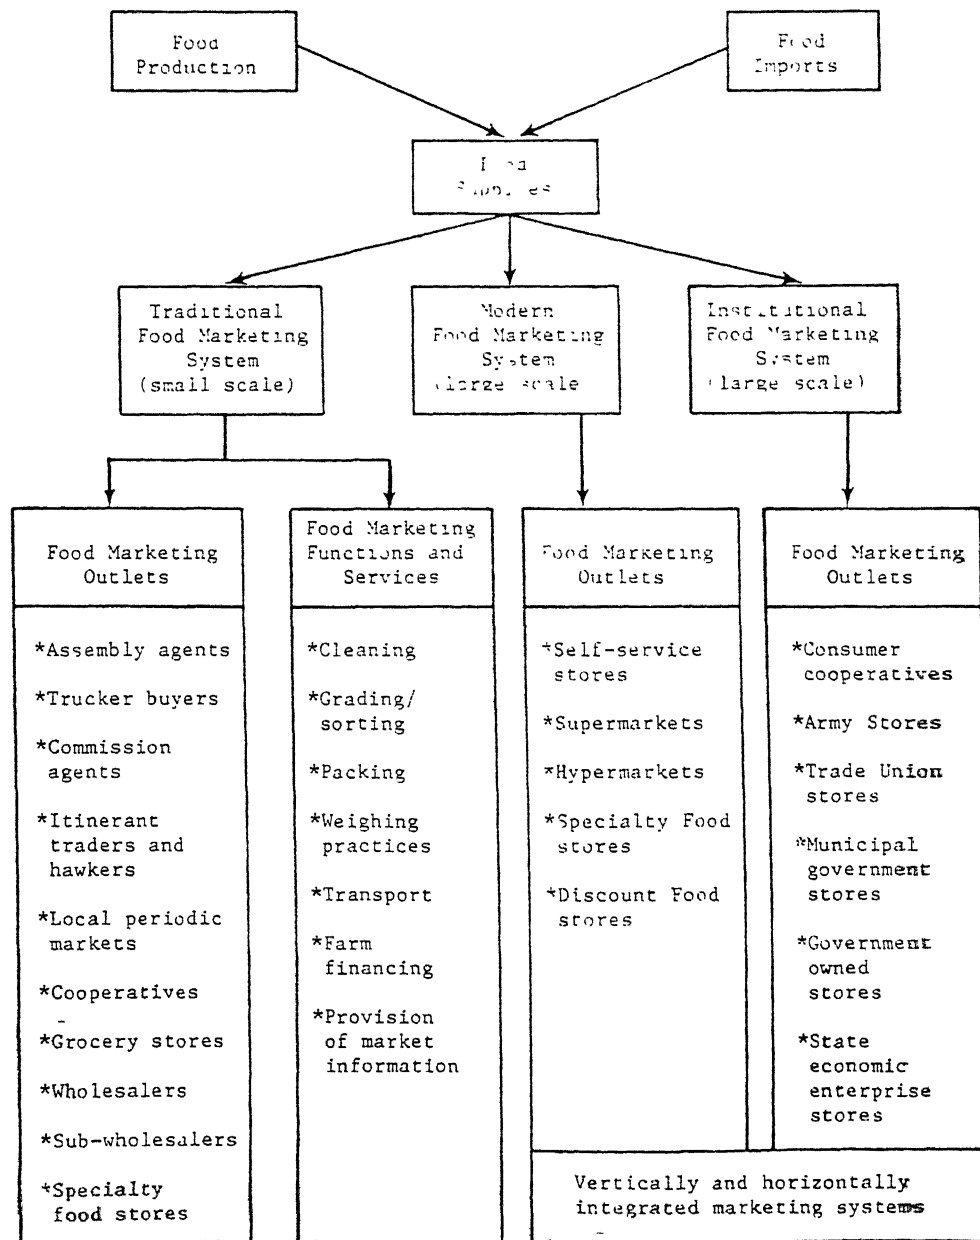 Food
Production
Food
Imports
Traditional
Food Marketing
System
(small scale)
Modern
Food Marketing
System
(large scale
Institutional
Food Marketing
System
(large scale)
Food Marketing
Outlets
*Assembly agents
*Trucker buyers
*Commission
agents
*Itinerant
traders and
hawkers
*Local periodic
markets
*Cooperatives
*Grocery stores
*Wholesalers
*Sub-wholesalers
*Specialty
food stores
Food Marketing
Functions and
Services
*Cleaning
*Grading/
sorting
*Packing
*Weighing
practices
*Transport
*Farm
financing
*Provision
of market
information
Food Marketing
Outlets
*Self-service
stores
*Supermarkets
*Hypermarkets
*Specialty Food
stores
*Discount Food
stores
Food Marketing
Outlets
*Consumer
cooperatives
*Army Stores
*Trade Union
stores
*Municipal
government
stores
*Government
owned
stores
*State
economic
enterprise
stores
Vertically and horizontally
integrated marketing systems